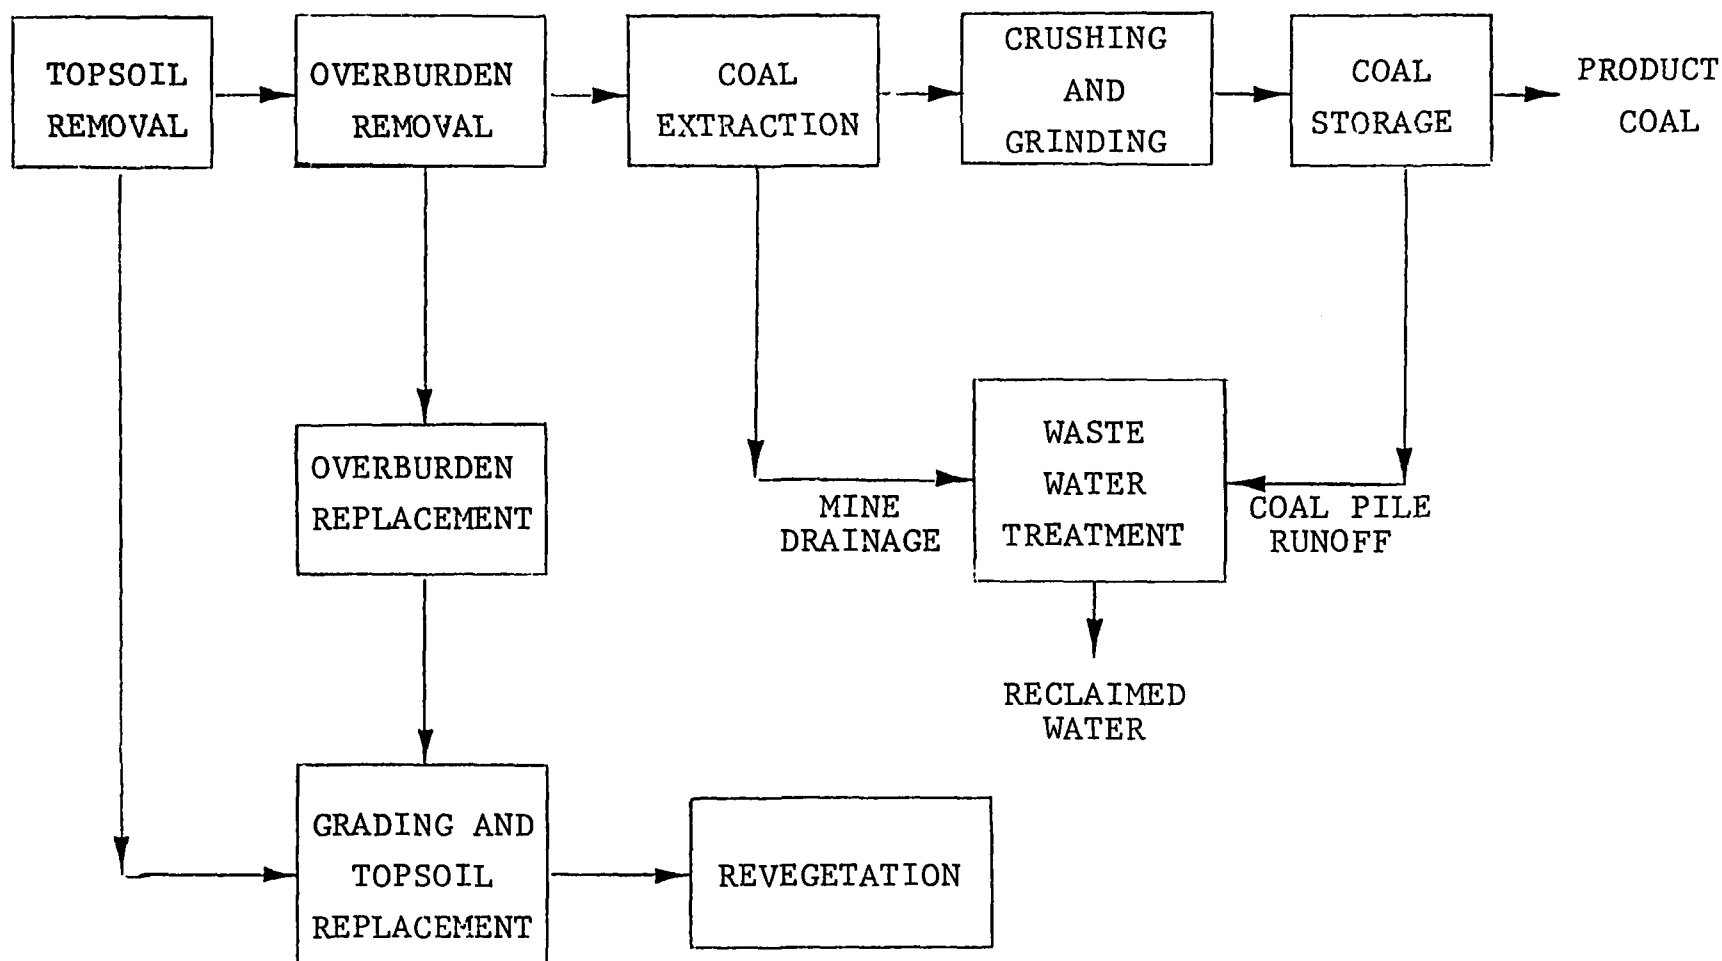 TOPSOIL
REMOVAL
OVERBURDEN
REMOVAL
COAL
EXTRACTION
CRUSHING
AND
GRINDING
COAL
STORAGE
PRODUCT
COAL
OVERBURDEN
REPLACEMENT
MINE
DRAINAGE
WASTE
WATER
TREATMENT
COAL PILE
RUNOFF
RECLAIMED
WATER
GRADING AND
TOPSOIL
REPLACEMENT
REVEGETATION